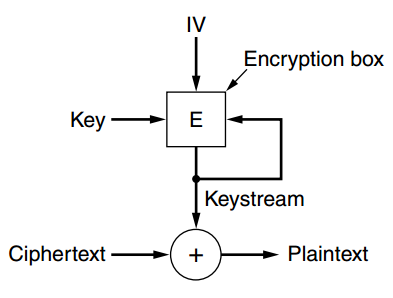 IV
Encryption box
Key
E
Keystream
Ciphertext
+
Plaintext